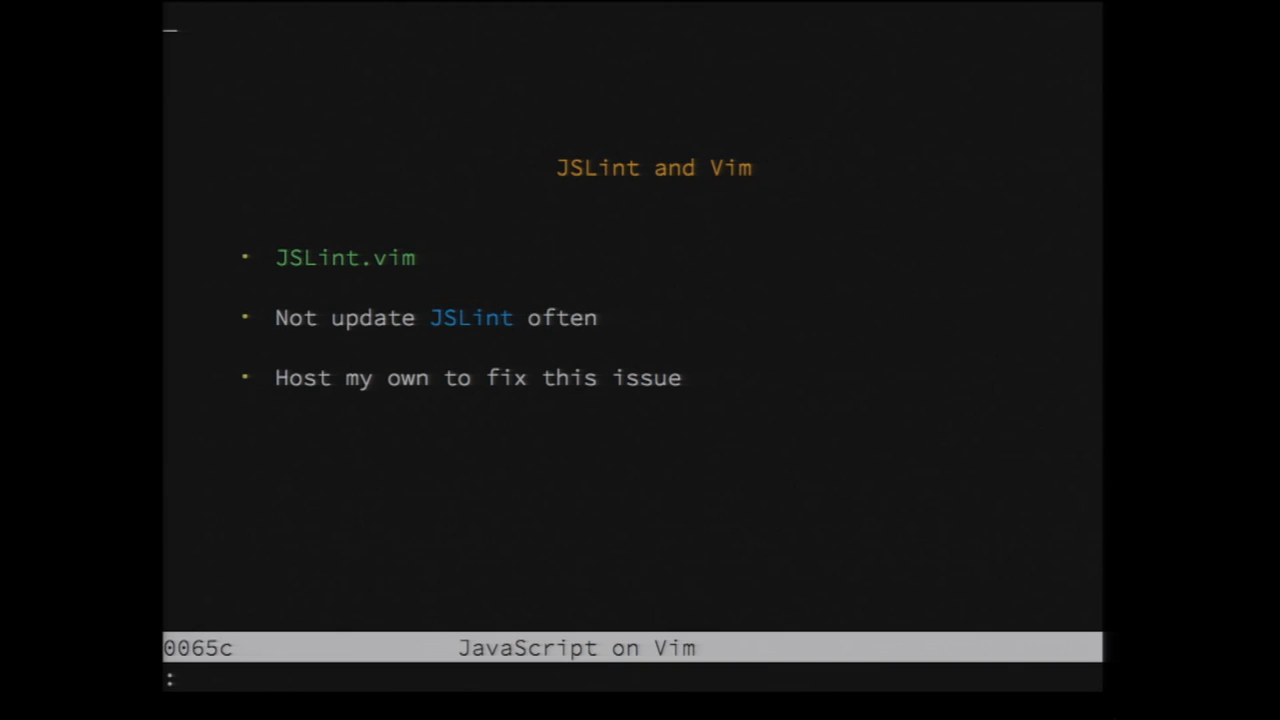 JSLint and Vim
· JSLint.vim
· Not update JSLint often
· Host my own to fix this issue
0065c JavaScript on Vim
: